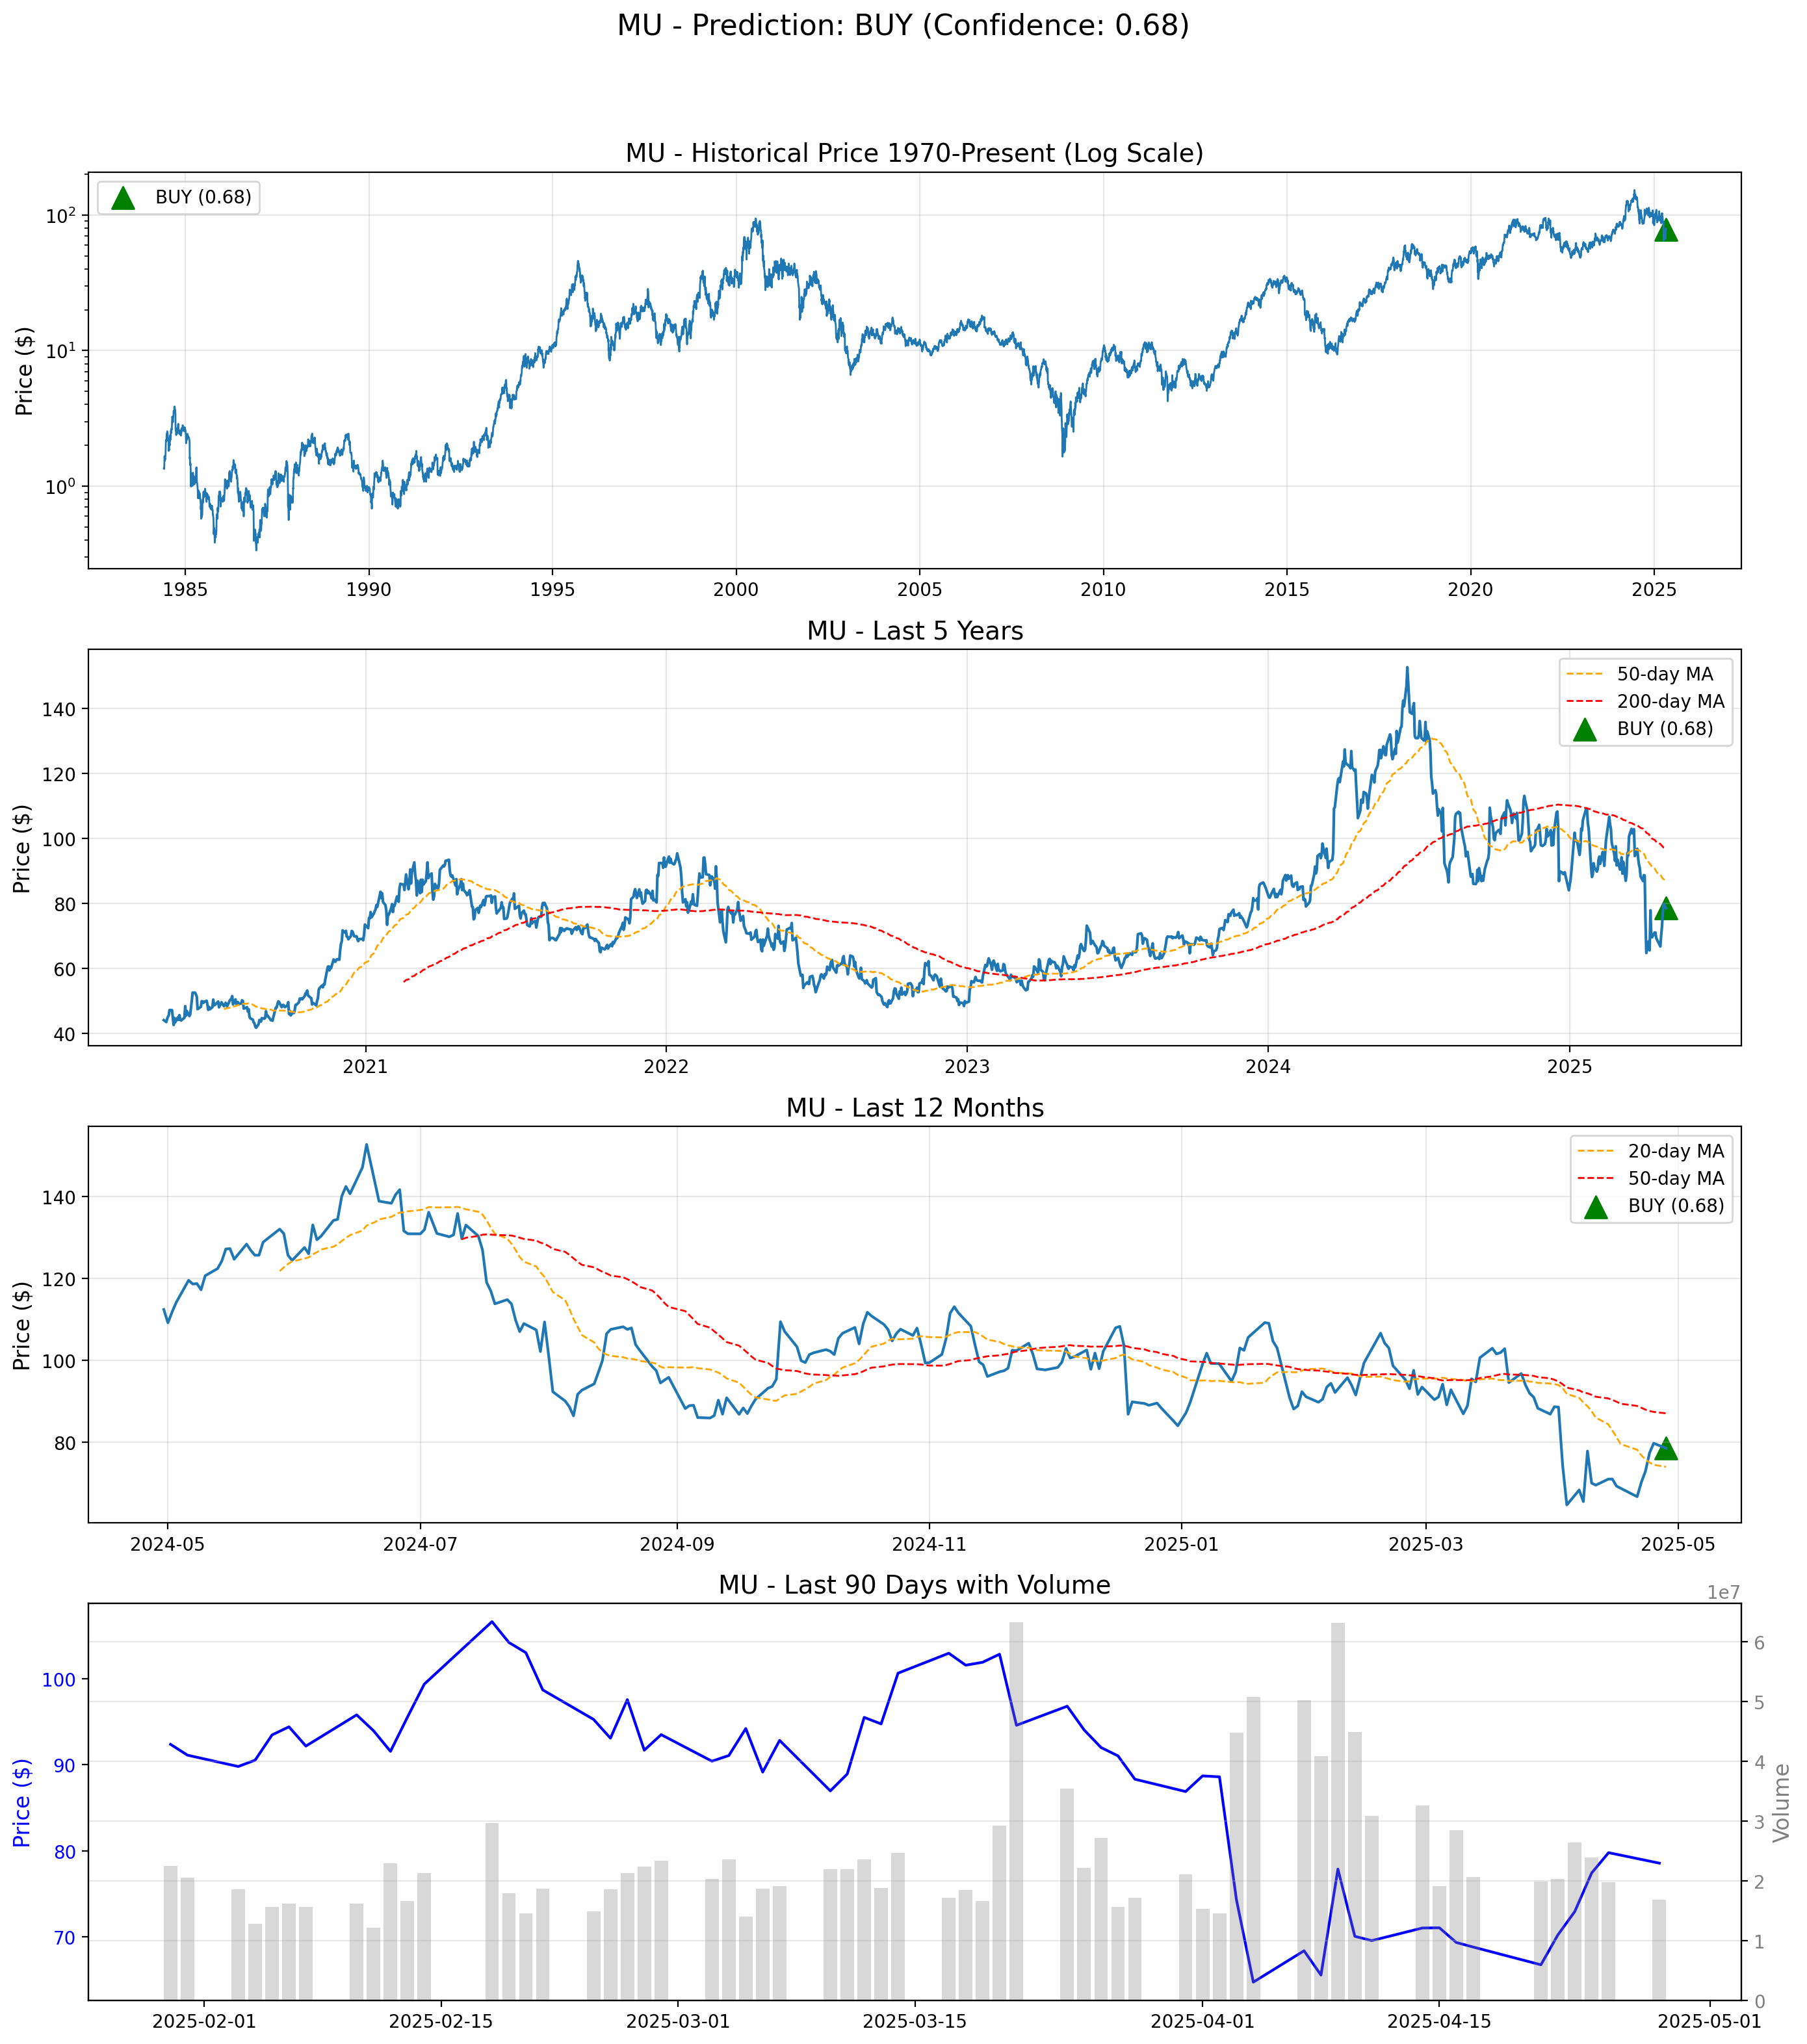 MU - Prediction: BUY (Confidence: 0.68)
MU - Historical Price 1970-Present (Log Scale)
BUY (0.68)
10²
10¹
10⁰
Price ($)
1985 1990 1995 2000 2005 2010 2015 2020 2025
MU - Last 5 Years
50-day MA
200-day MA
BUY (0.68)
140
120
100
80
60
40
Price ($)
2021 2022 2023 2024 2025
MU - Last 12 Months
20-day MA
50-day MA
BUY (0.68)
140
120
100
80
Price ($)
2024-05 2024-07 2024-09 2024-11 2025-01 2025-03 2025-05
MU - Last 90 Days with Volume
1e7
100
90
80
70
Price ($)
6
5
4
3
2
1
0
Volume
2025-02-01 2025-02-15 2025-03-01 2025-03-15 2025-04-01 2025-04-15 2025-05-01